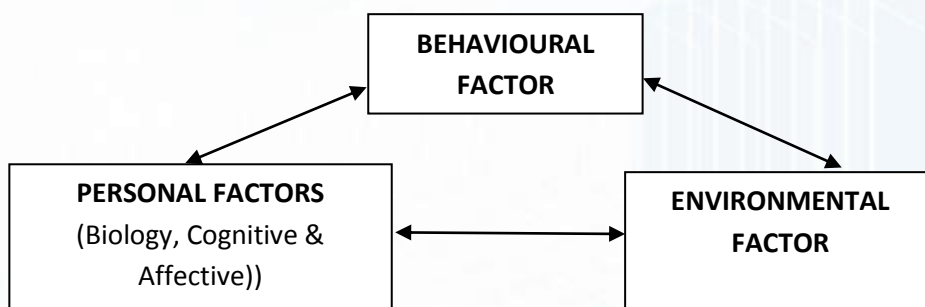 BEHAVIOURAL
FACTOR
PERSONAL FACTORS
(Biology, Cognitive &
Affective))
ENVIRONMENTAL
FACTOR